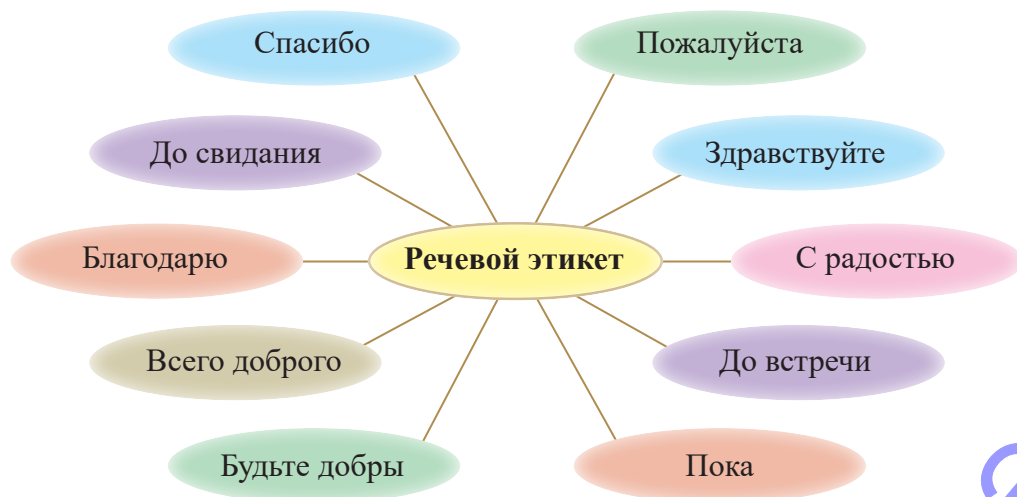 Спасибо
Пожалуйста
До свидания
Здравствуйте
Благодарю
Речевой этикет
С радостью
Всего доброго
До встречи
Будьте добры
Пока